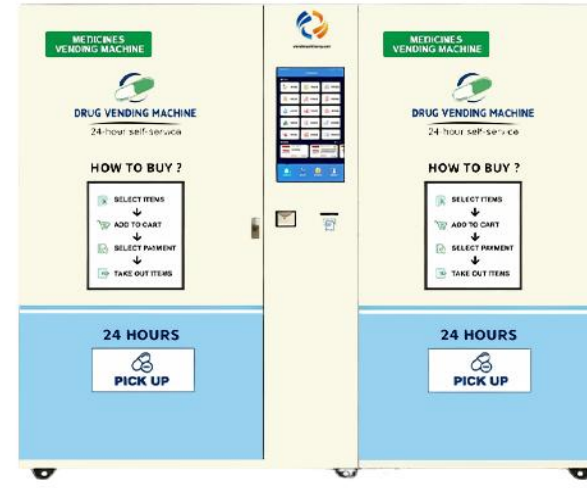 MEDICINES
VENDING MACHINE
DRUG VENDING MACHINE
24-hour self-service
HOW TO BUY ?
SELECT ITEMS
ADD TO CART
SELECT PAYMENT
TAKE OUT ITEMS
24 HOURS
PICK UP
MEDICINES
VENDING MACHINE
DRUG VENDING MACHINE
24-hour self-service
HOW TO BUY ?
SELECT ITEMS
ADD TO CART
SELECT PAYMENT
TAKE OUT ITEMS
24 HOURS
PICK UP